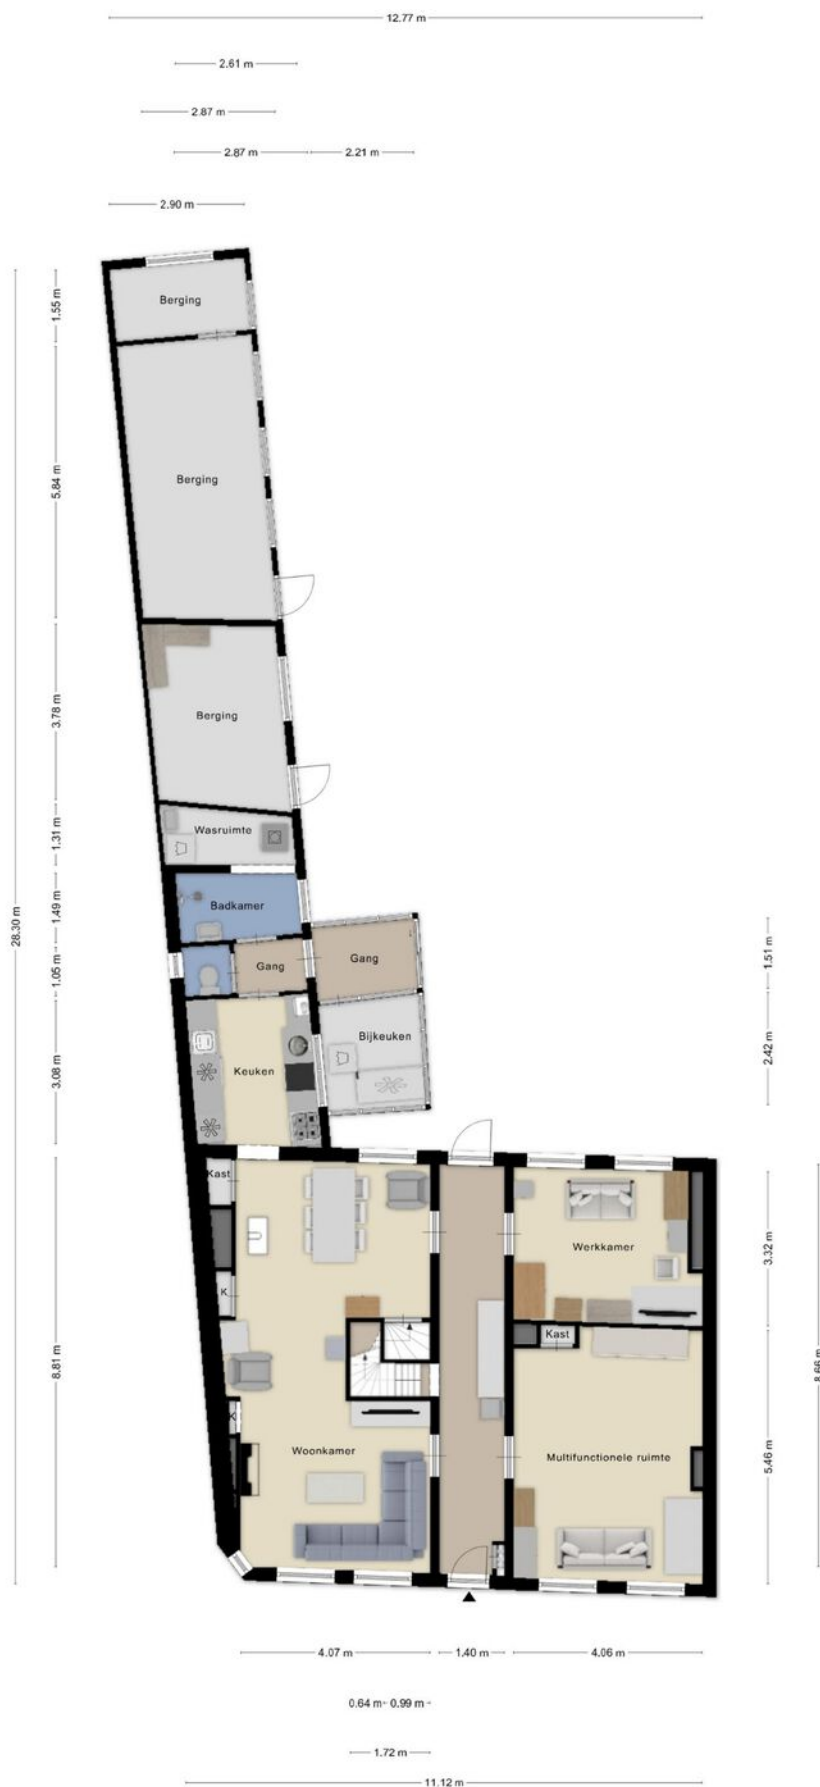 12.77 m
2.61 m
2.87 m
2.87 m
2.21 m
2.90 m
1.55 m
Berging
5.84 m
Berging
3.78 m
Berging
1.31 m
Wasruimte
1.49 m
Badkamer
28.30 m
1.05 m
Gang
Gang
1.51 m
3.08 m
Keuken
Bijkeuken
2.42 m
Kast
K
Werkkamer
3.32 m
Kast
8.81 m
8.66 m
K
Woonkamer
Multifunctionele ruimte
5.46 m
4.07 m
1.40 m
4.06 m
0.64 m
0.99 m
1.72 m
11.12 m